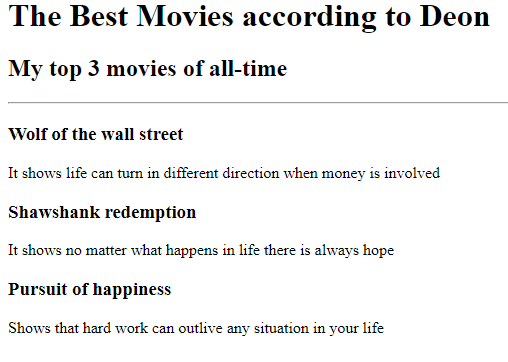 The Best Movies according to Deon
My top 3 movies of all-time
Wolf of the wall street
It shows life can turn in different direction when money is involved
Shawshank redemption
It shows no matter what happens in life there is always hope
Pursuit of happiness
Shows that hard work can outlive any situation in your life